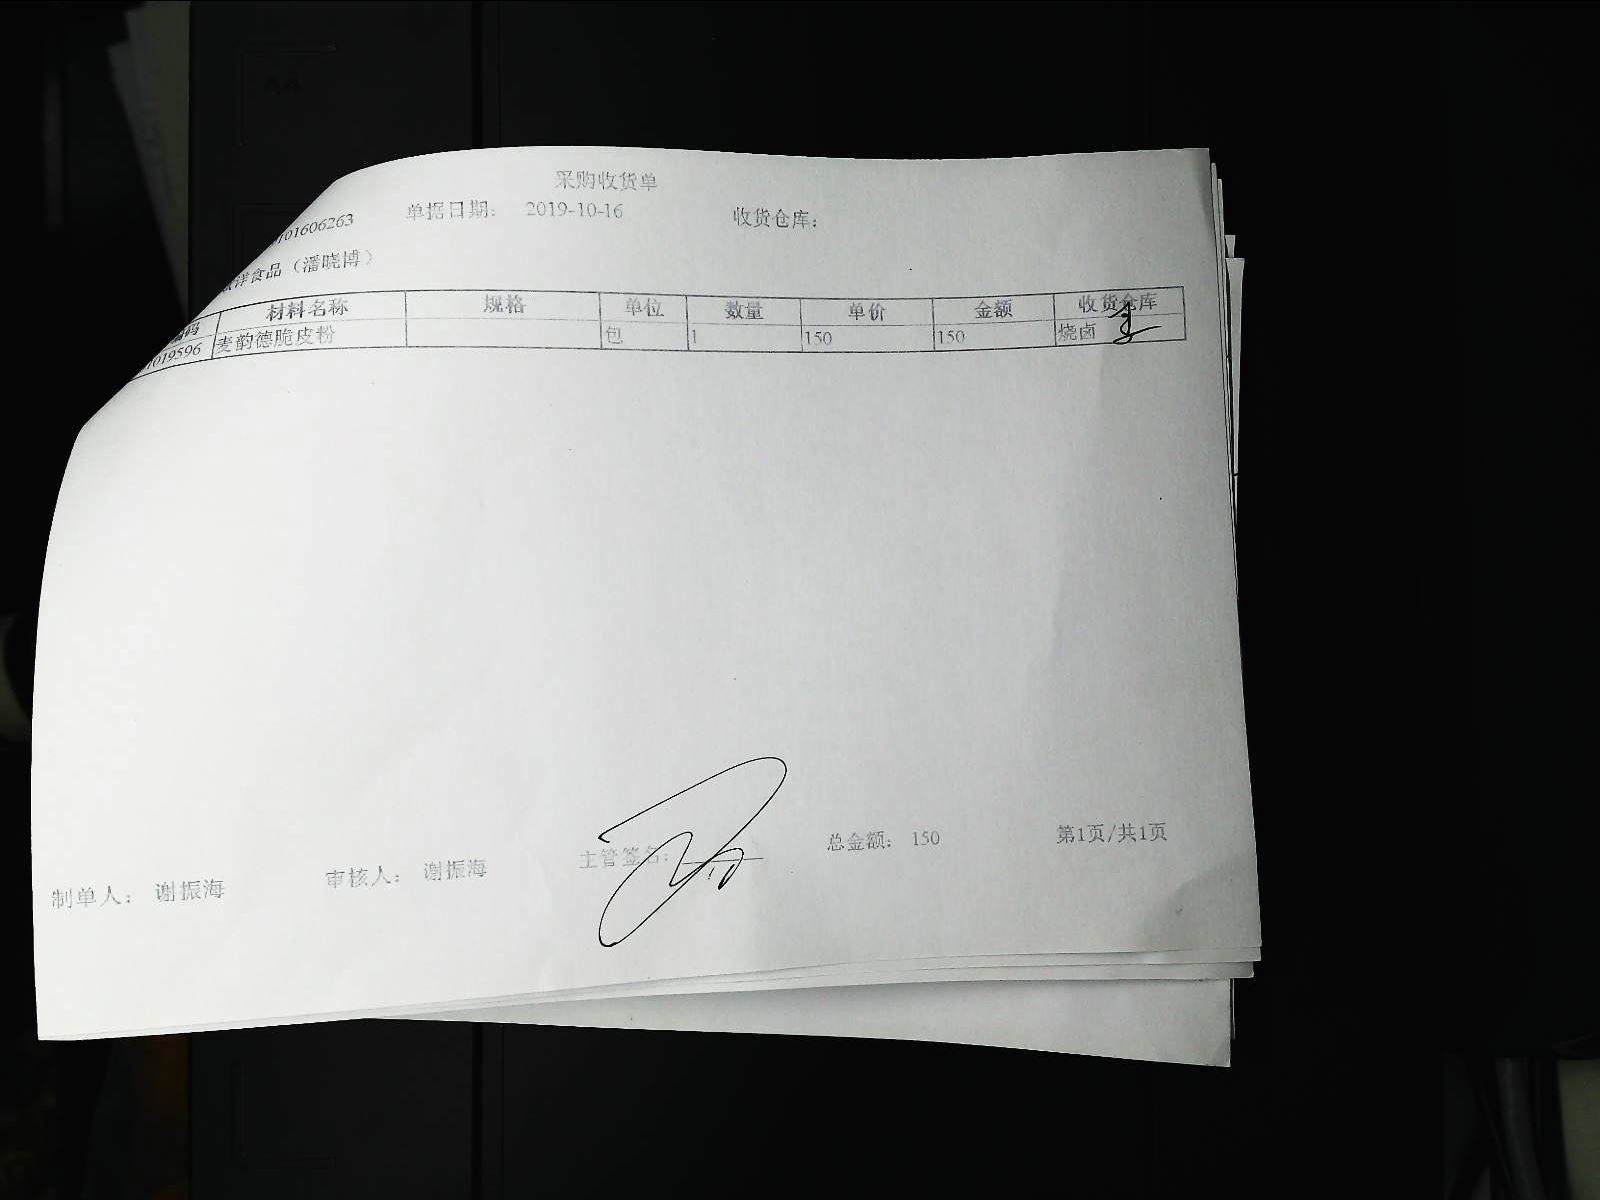 采购收货单
101606263 单据日期: 2019-10-16 收货仓库:
洋食品（潘晓博）
编码 材料名称 规格 单位 数量 单价 金额 收货仓库
1019596 麦韵德脆皮粉 包 1 150 150 烧卤
制单人: 谢振海 审核人: 谢振海 主管签名: 总金额: 150 第1页/共1页